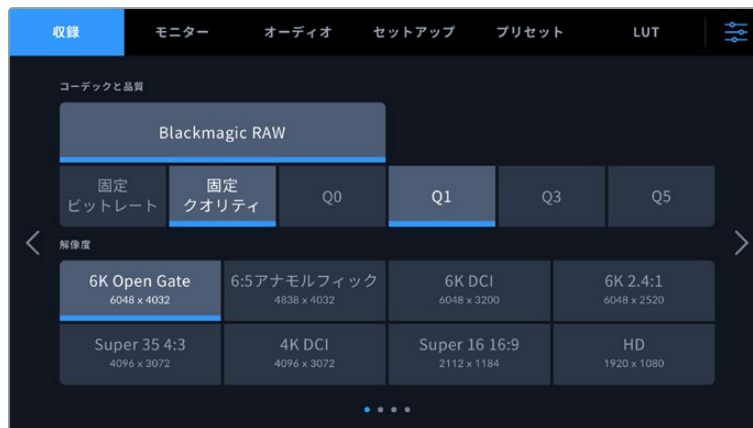 収録 モニター オーディオ セットアップ プリセット LUT
コーデックと品質
Blackmagic RAW
固定 ビットレート 固定 クオリティ Q0 Q1 Q3 Q5
解像度
6K Open Gate 6:5アナモルフィック 6K DCI 6K 2.4:1
6048 x 4032 4838 x 4032 6048 x 3200 6048 x 2520
Super 35 4:3 4K DCI Super 16 16:9 HD
4096 x 3072 4096 x 3072 2112 x 1184 1920 x 1080